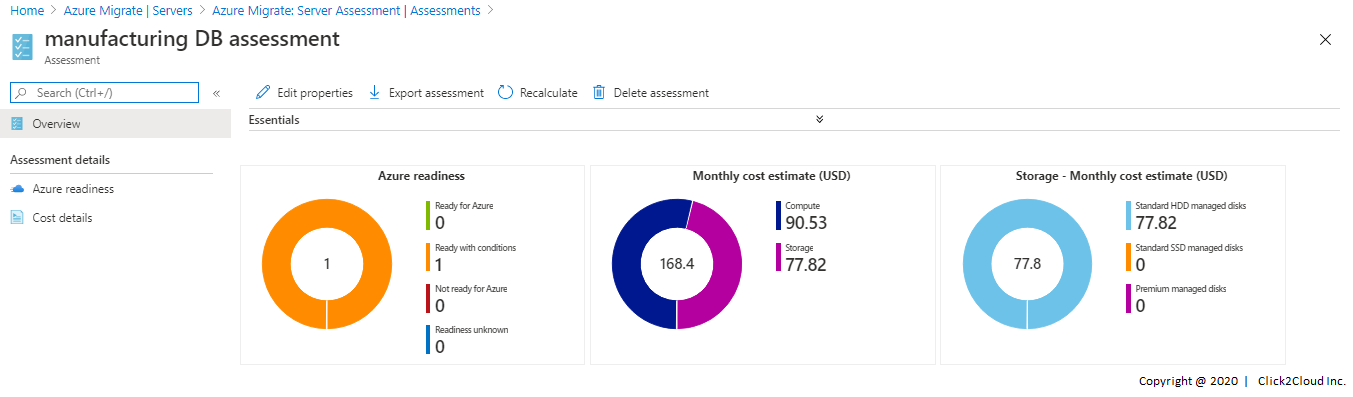 Home > Azure Migrate | Servers > Azure Migrate: Server Assessment | Assessments >
manufacturing DB assessment
Assessment
Search (Ctrl+/)
Overview
Assessment details
Azure readiness
Cost details
Edit properties Export assessment Recalculate Delete assessment
Essentials
Azure readiness
1
Ready for Azure
0
Ready with conditions
1
Not ready for Azure
0
Readiness unknown
0
Monthly cost estimate (USD)
168.4
Compute
90.53
Storage
77.82
Storage - Monthly cost estimate (USD)
77.8
Standard HDD managed disks
77.82
Standard SSD managed disks
0
Premium managed disks
0
Copyright @ 2020 | Click2Cloud Inc.